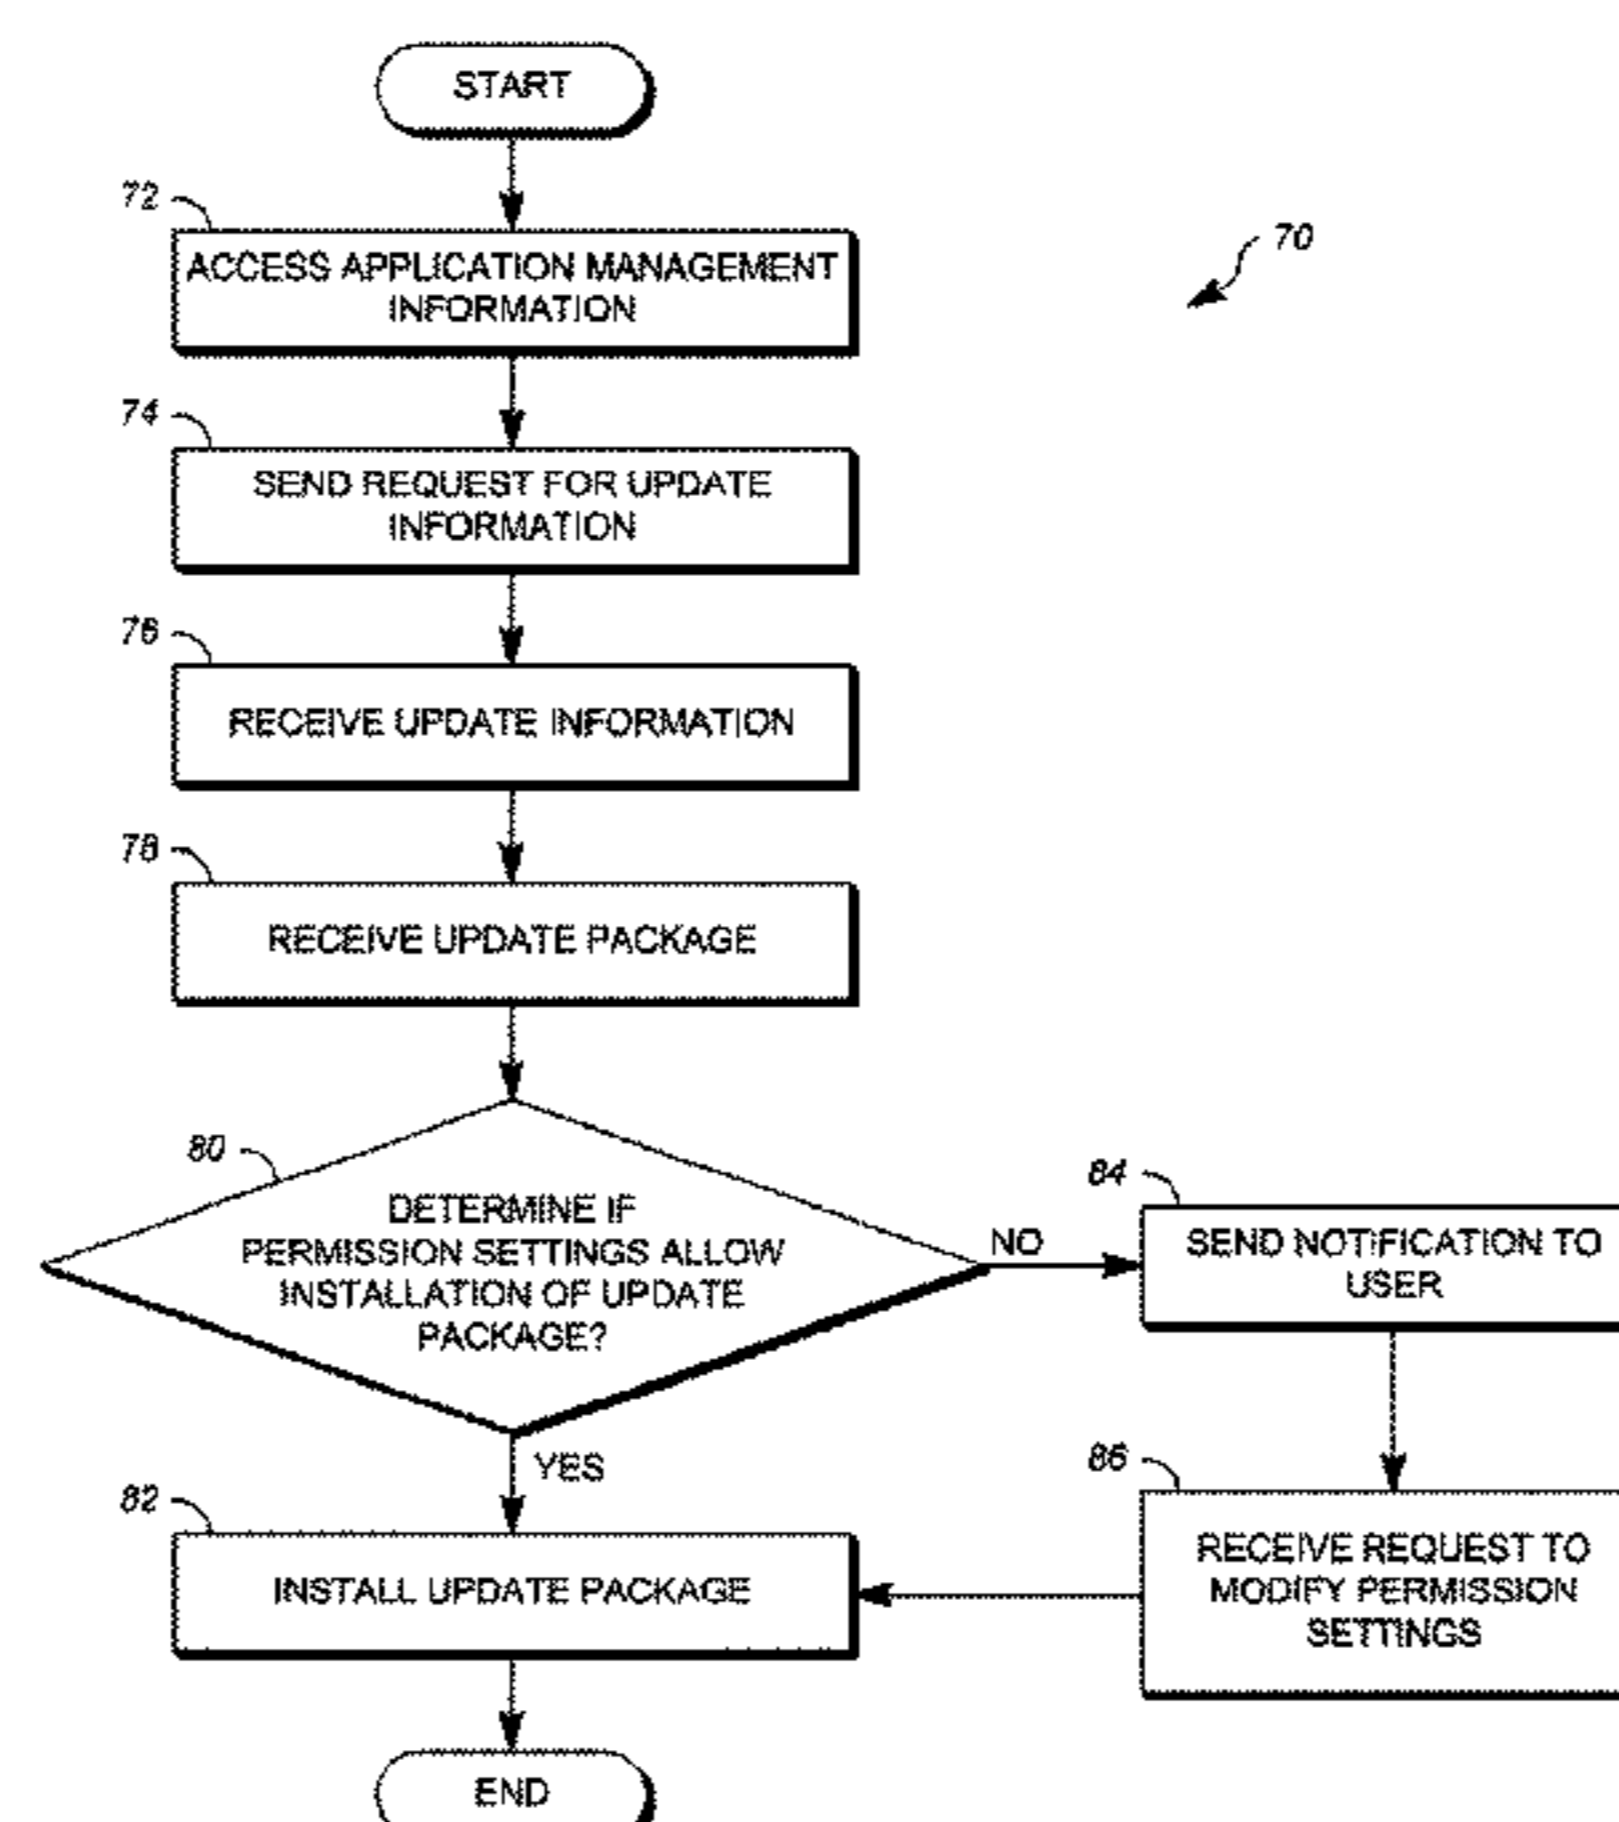 START
72
ACCESS APPLICATION MANAGEMENT
INFORMATION
70
74
SEND REQUEST FOR UPDATE
INFORMATION
76
RECEIVE UPDATE INFORMATION
78
RECEIVE UPDATE PACKAGE
80
DETERMINE IF
PERMISSION SETTINGS ALLOW
INSTALLATION OF UPDATE
PACKAGE?
NO
84
SEND NOTIFICATION TO
USER
YES
86
RECEIVE REQUEST TO
MODIFY PERMISSION
SETTINGS
82
INSTALL UPDATE PACKAGE
END